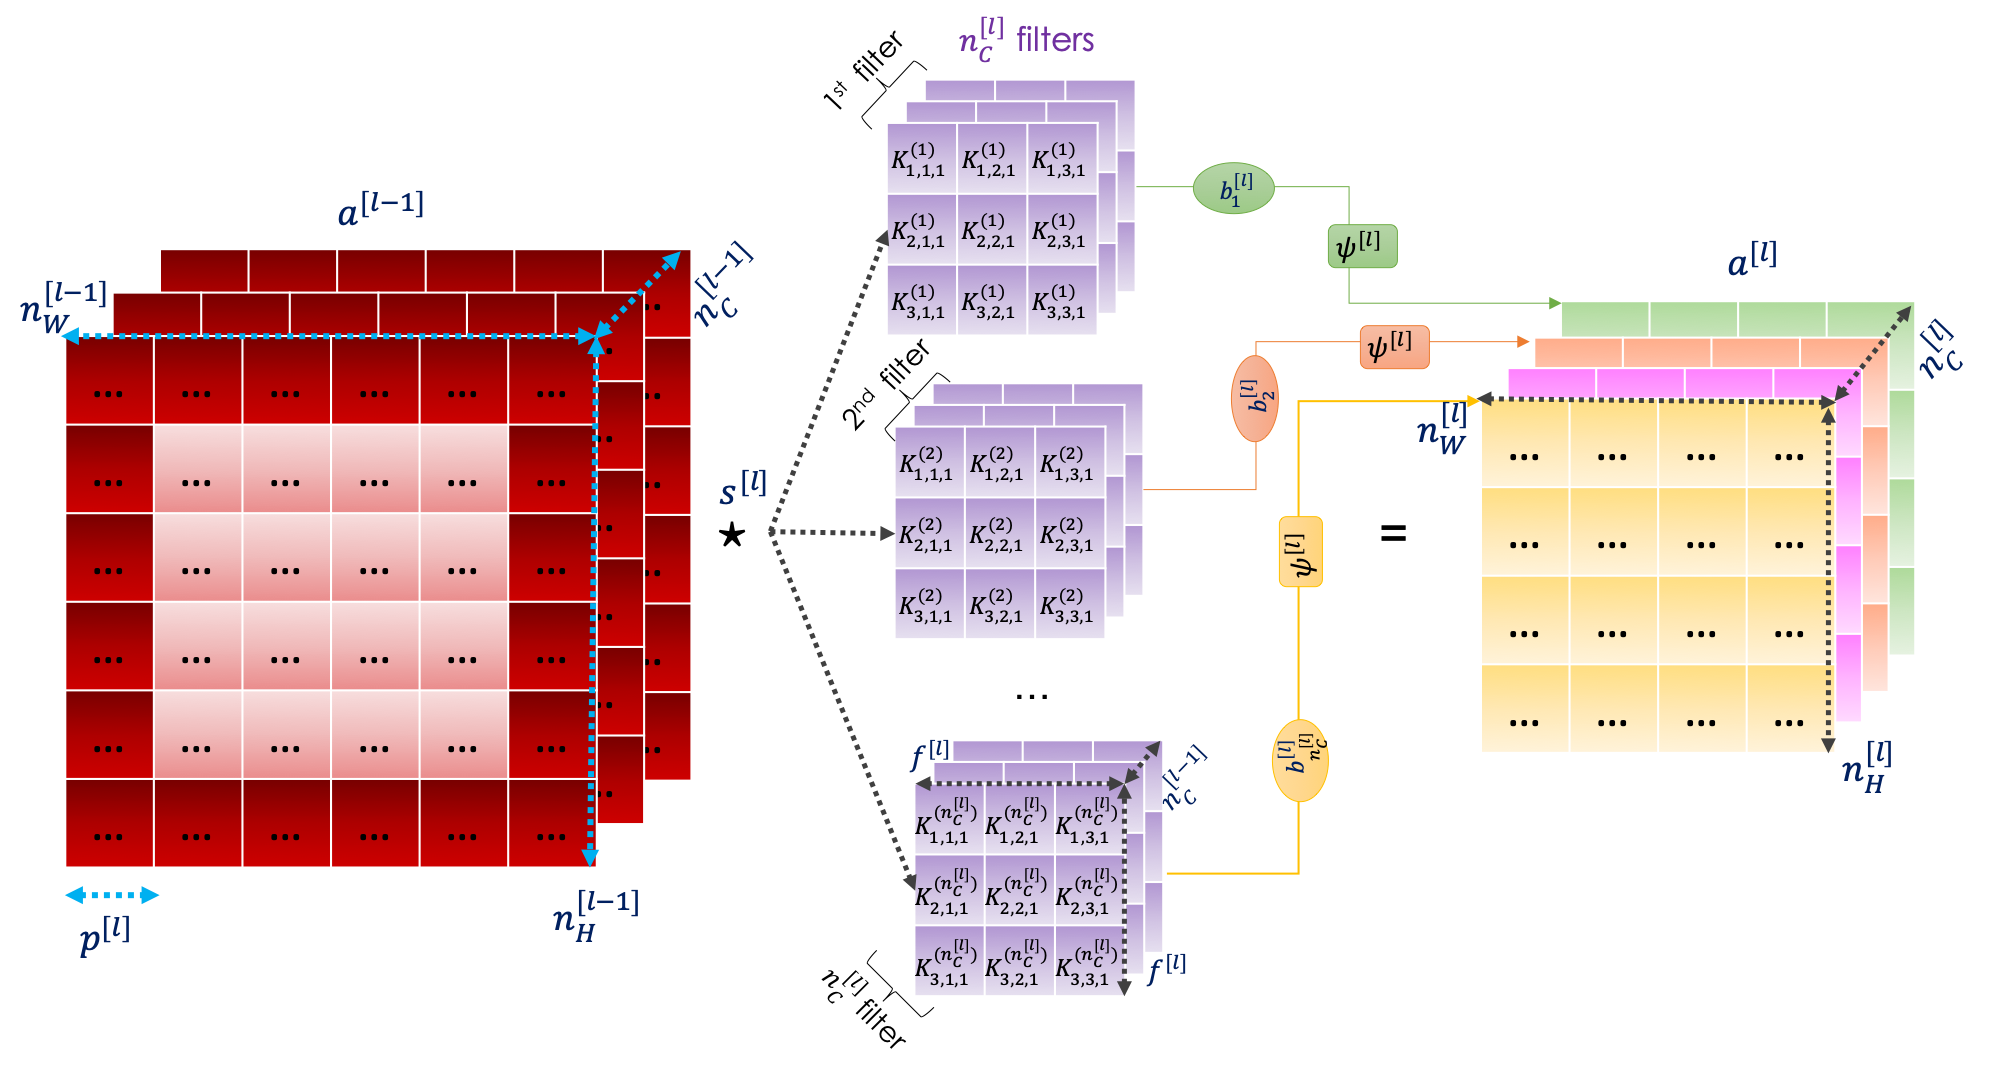 n_C^{[l]} filters
1st filter
K_{1,1,1}^{(1)} K_{1,2,1}^{(1)} K_{1,3,1}^{(1)}
K_{2,1,1}^{(1)} K_{2,2,1}^{(1)} K_{2,3,1}^{(1)}
K_{3,1,1}^{(1)} K_{3,2,1}^{(1)} K_{3,3,1}^{(1)}
b_1^{[l]}
ψ^{[l]}
a^{[l-1]}
n_W^{[l-1]}
n_C^{[l-1]}
... ... ... ... ... ...
... ... ... ... ... ...
... ... ... ... ... ...
... ... ... ... ... ...
... ... ... ... ... ...
... ... ... ... ... ...
p^{[l]}
n_H^{[l-1]}
s^{[l]}
★
2nd filter
K_{1,1,1}^{(2)} K_{1,2,1}^{(2)} K_{1,3,1}^{(2)}
K_{2,1,1}^{(2)} K_{2,2,1}^{(2)} K_{2,3,1}^{(2)}
K_{3,1,1}^{(2)} K_{3,2,1}^{(2)} K_{3,3,1}^{(2)}
b_2^{[l]}
ψ^{[l]}
...
f^{[l]}
n_C^{[l-1]}
K_{1,1,1}^{(n_C^{[l]})} K_{1,2,1}^{(n_C^{[l]})} K_{1,3,1}^{(n_C^{[l]})}
K_{2,1,1}^{(n_C^{[l]})} K_{2,2,1}^{(n_C^{[l]})} K_{2,3,1}^{(n_C^{[l]})}
K_{3,1,1}^{(n_C^{[l]})} K_{3,2,1}^{(n_C^{[l]})} K_{3,3,1}^{(n_C^{[l]})}
f^{[l]}
n_C^{[l]} filter
b_{n_C^{[l]}}^{[l]}
ψ^{[l]}
=
a^{[l]}
n_C^{[l]}
n_W^{[l]}
... ... ... ...
... ... ... ...
... ... ... ...
... ... ... ...
n_H^{[l]}